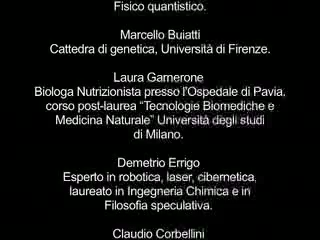 Fisico quantistico.
Marcello Buiatti
Cattedra di genetica, Università di Firenze.
Laura Garnerone
Biologa Nutrizionista presso l'Ospedale di Pavia.
corso post-laurea “Tecnologie Biomediche e
Medicina Naturale” Università degli studi
di Milano.
Demetrio Errigo
Esperto in robotica, laser, cibernetica,
laureato in Ingegneria Chimica e in
Filosofia speculativa.
Claudio Corbellini